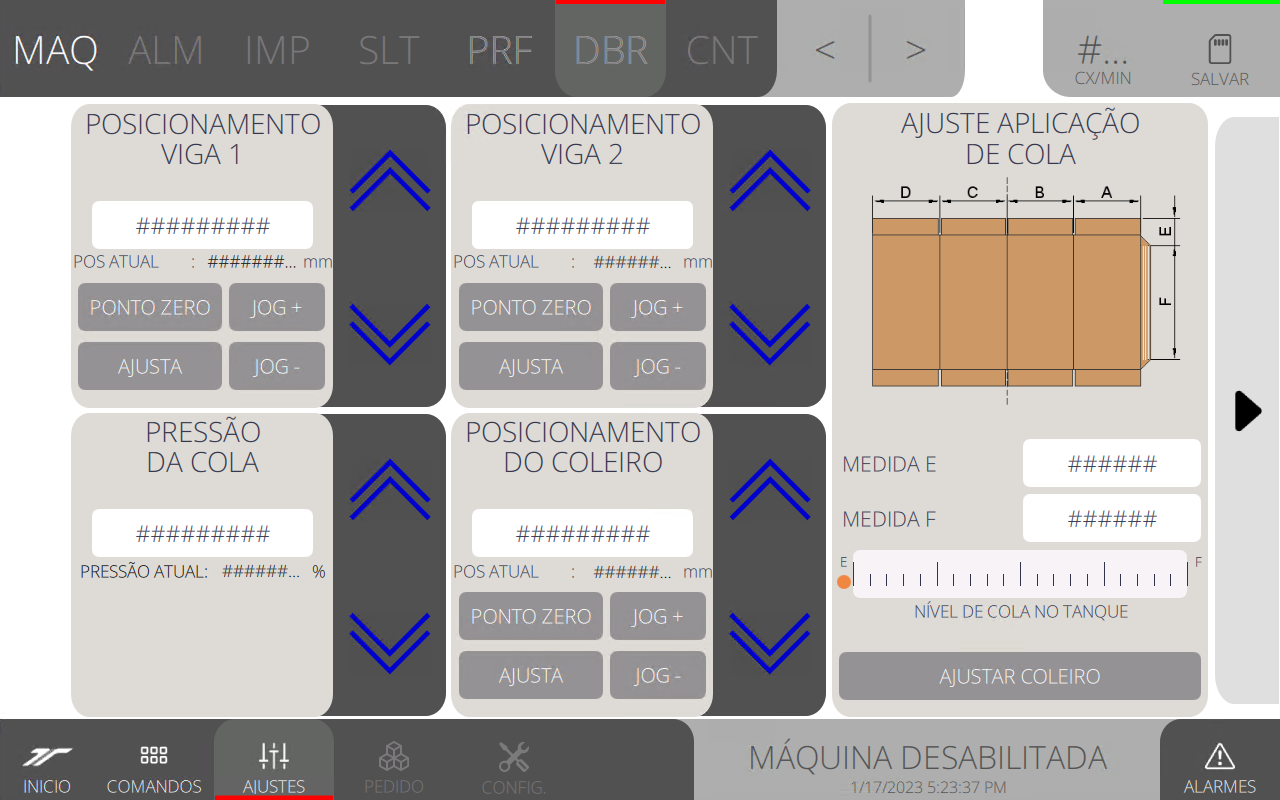 MAQ ALM IMP SLT PRF DBR CNT < > #... CX/MIN SALVAR
POSICIONAMENTO
VIGA 1
#########
POS ATUAL : #######... mm
PONTO ZERO JOG +
AJUSTA JOG -
POSICIONAMENTO
VIGA 2
#########
POS ATUAL : ######... mm
PONTO ZERO JOG +
AJUSTA JOG -
AJUSTE APLICAÇÃO
DE COLA
D C B A
E
F
MEDIDA E ######
MEDIDA F ######
E F
NÍVEL DE COLA NO TANQUE
AJUSTAR COLEIRO
PRESSÃO
DA COLA
#########
PRESSÃO ATUAL: ######... %
POSICIONAMENTO
DO COLEIRO
#########
POS ATUAL : ######... mm
PONTO ZERO JOG +
AJUSTA JOG -
INICIO COMANDOS AJUSTES PEDIDO CONFIG.
MÁQUINA DESABILITADA
1/17/2023 5:23:37 PM
ALARMES